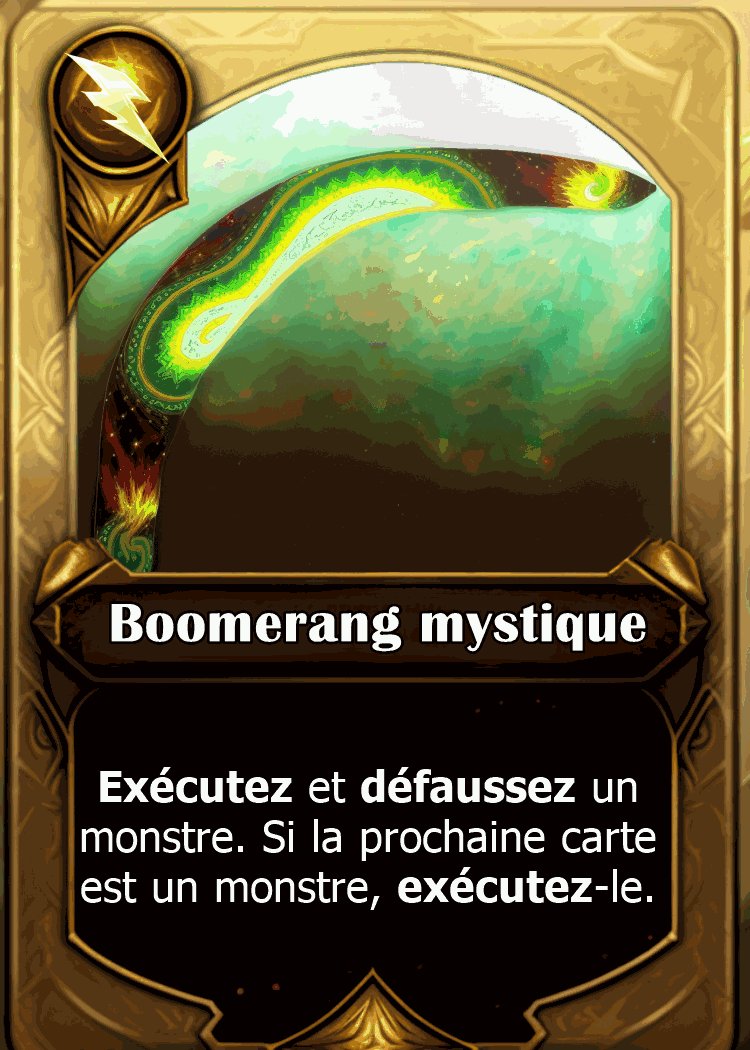 Boomerang mystique
Exécutez et défaussez un
monstre. Si la prochaine carte
est un monstre, exécutez-le.